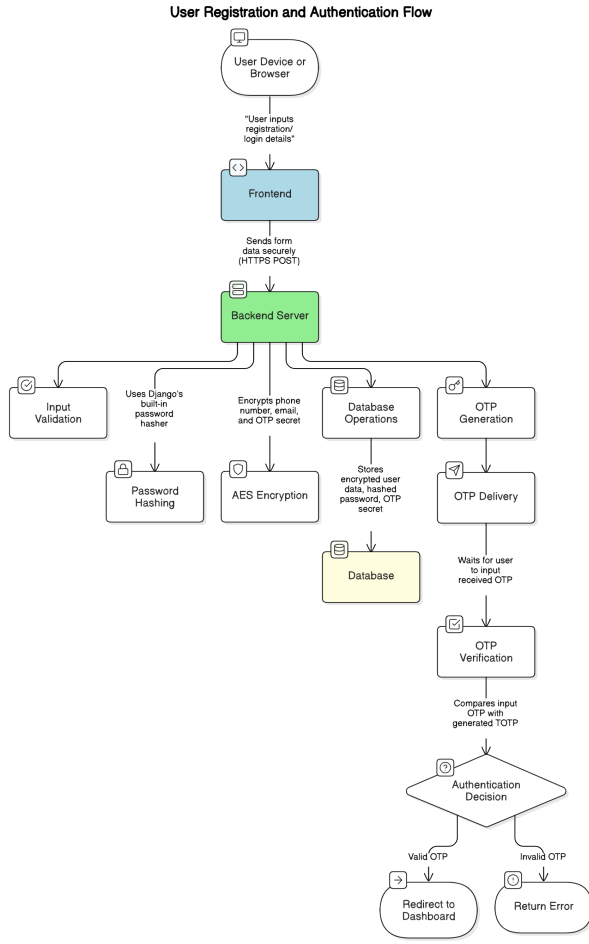 User Registration and Authentication Flow
User Device or
Browser
"User inputs
registration/
login details"
Frontend
Sends form
data securely
(HTTPS POST)
Backend Server
Input
Validation
Uses Django's
built-in
password
hasher
Password
Hashing
Encrypts phone
number, email,
and OTP secret
AES Encryption
Database
Operations
Stores
encrypted user
data, hashed
password, OTP
secret
Database
OTP
Generation
OTP Delivery
Waits for user
to input
received OTP
OTP
Verification
Compares input
OTP with
generated TOTP
Authentication
Decision
Valid OTP
Invalid OTP
Redirect to
Dashboard
Return Error